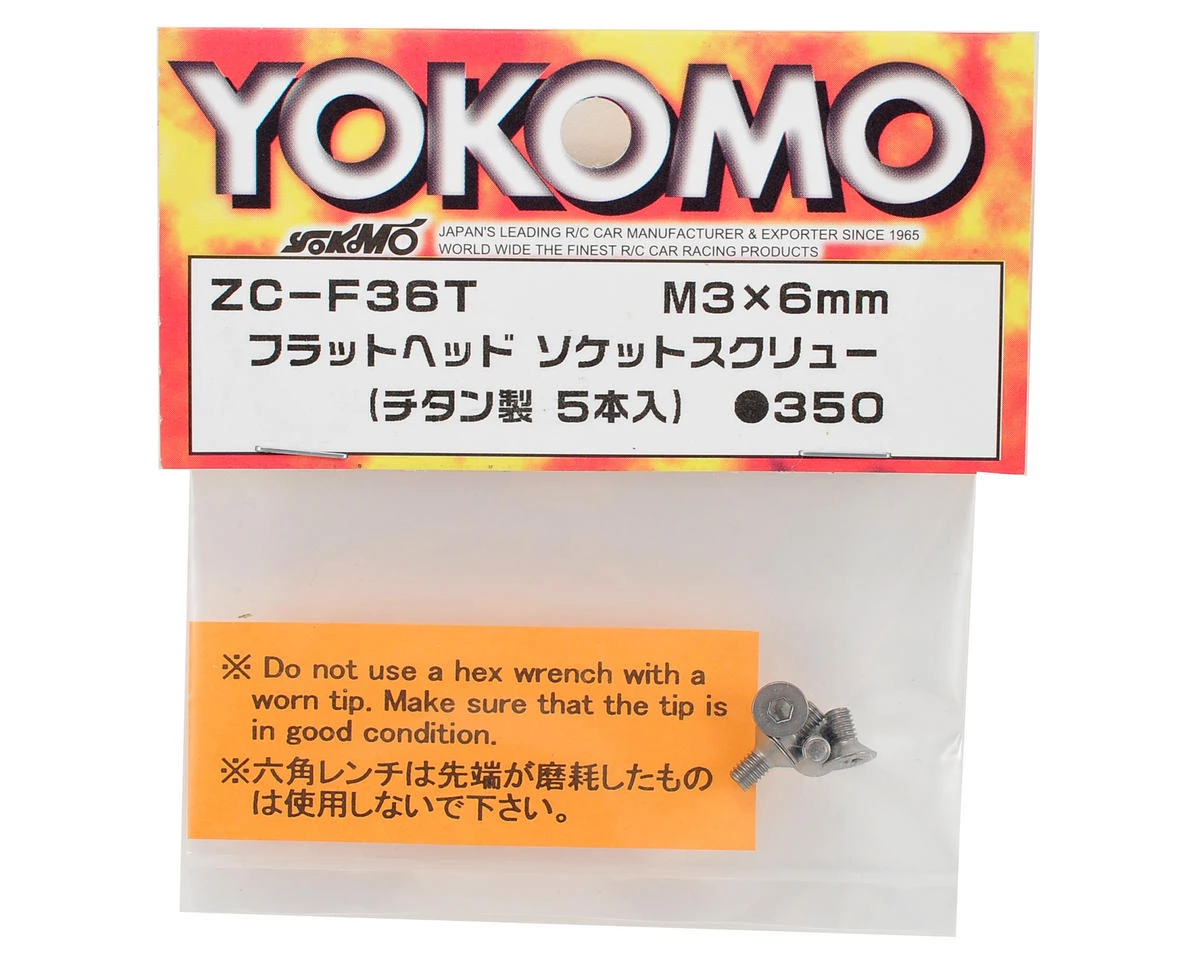 YOKOMO
YOKOMO JAPAN'S LEADING R/C CAR MANUFACTURER & EXPORTER SINCE 1965
WORLD WIDE THE FINEST R/C CAR RACING PRODUCTS
ZC-F36T M3×6mm
フラットヘッド ソケットスクリュー
(チタン製 5本入) ●350
※ Do not use a hex wrench with a
worn tip. Make sure that the tip is
in good condition.
※六角レンチは先端が磨耗したもの
は使用しないで下さい。